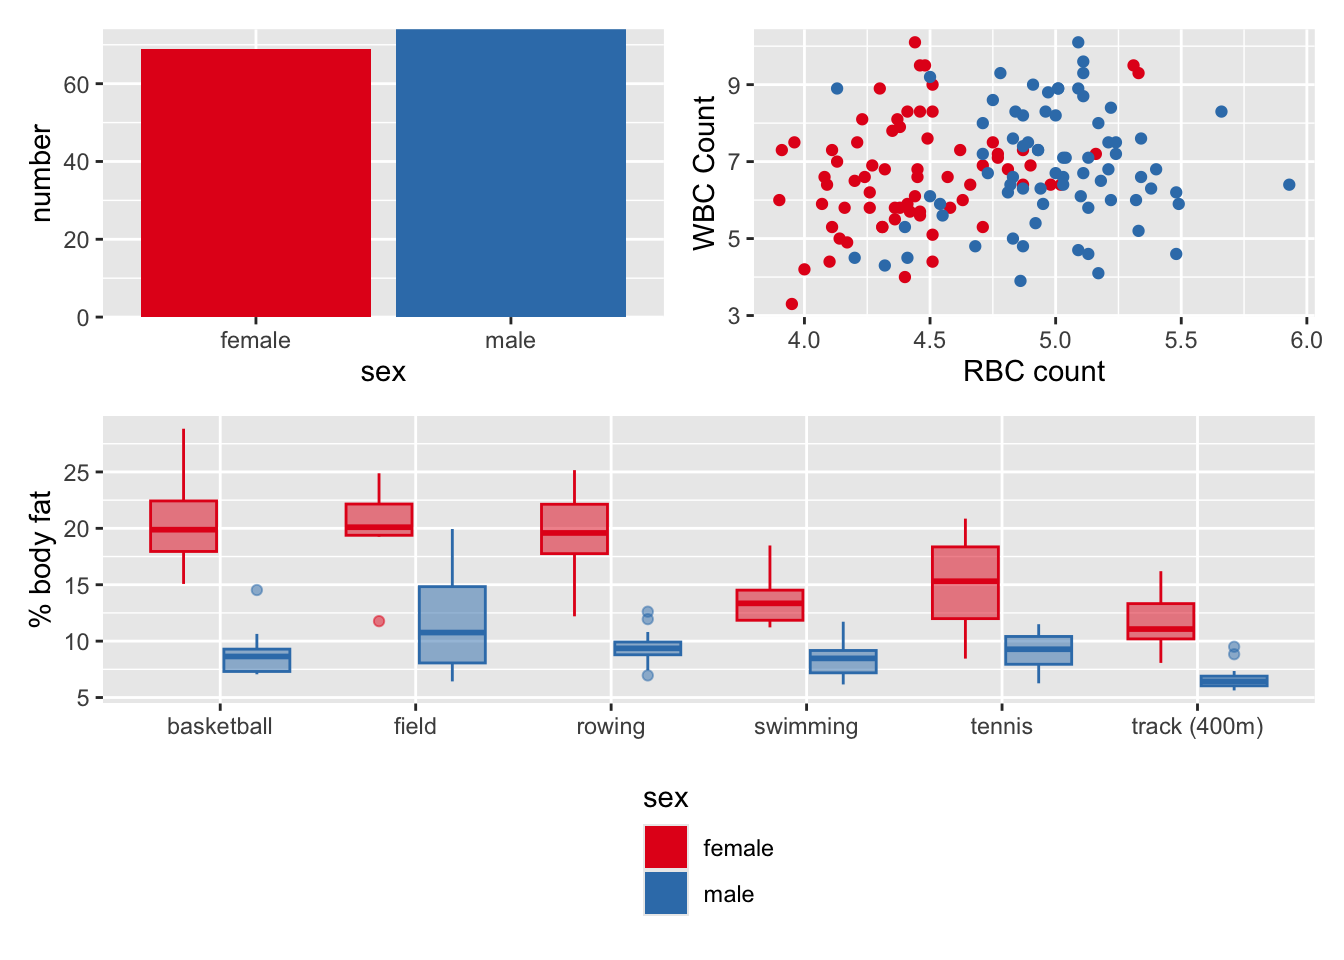 number
60
40
20
0
female male
sex
WBC Count
9
7
5
3
4.0 4.5 5.0 5.5 6.0
RBC count
% body fat
25
20
15
10
5
basketball field rowing swimming tennis track (400m)
sex
female
male